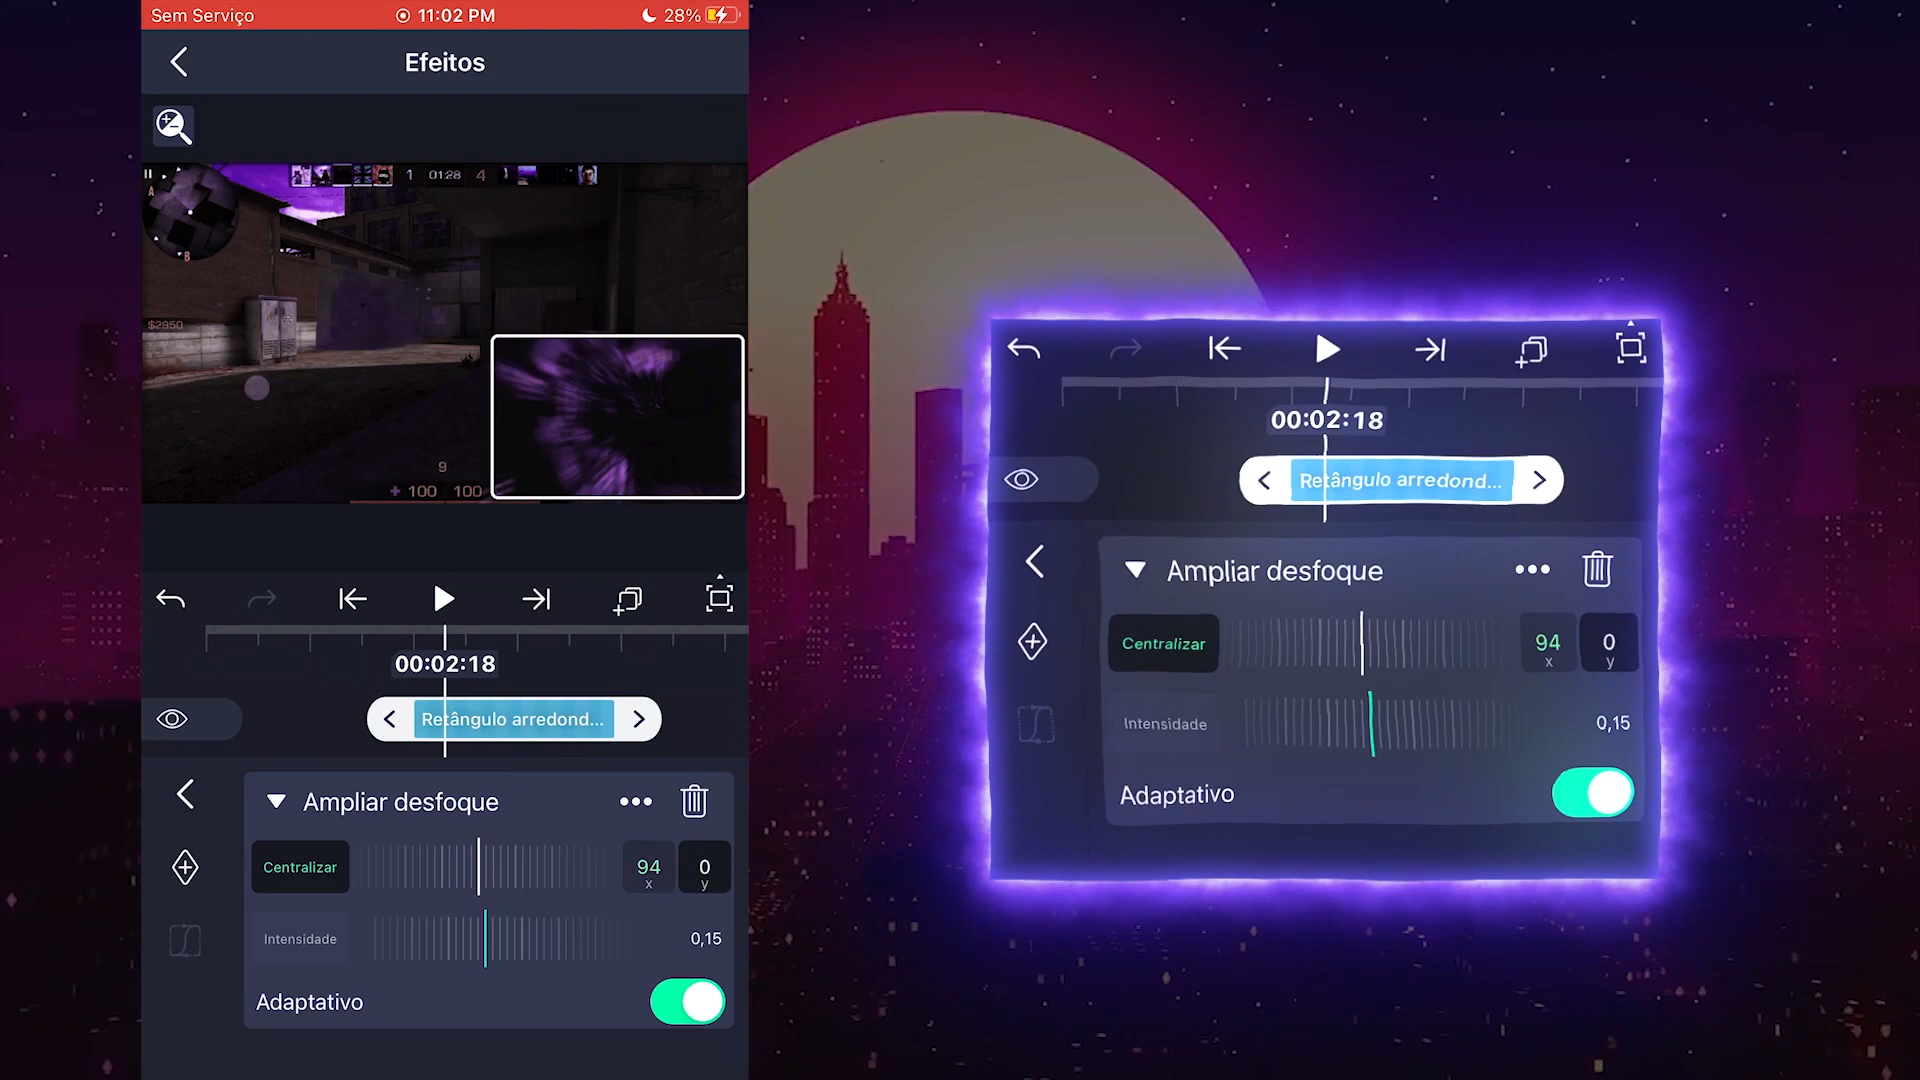 Sem Serviço
11:02 PM
28%
Efeitos
1 01:28 4
A
B
$2950
9
100 100
00:02:18
Retângulo arredond...
Ampliar desfoque
Centralizar
94 x
0 y
Intensidade
0,15
Adaptativo
00:02:18
Retângulo arredond...
Ampliar desfoque
Centralizar
94 x
0 y
Intensidade
0,15
Adaptativo